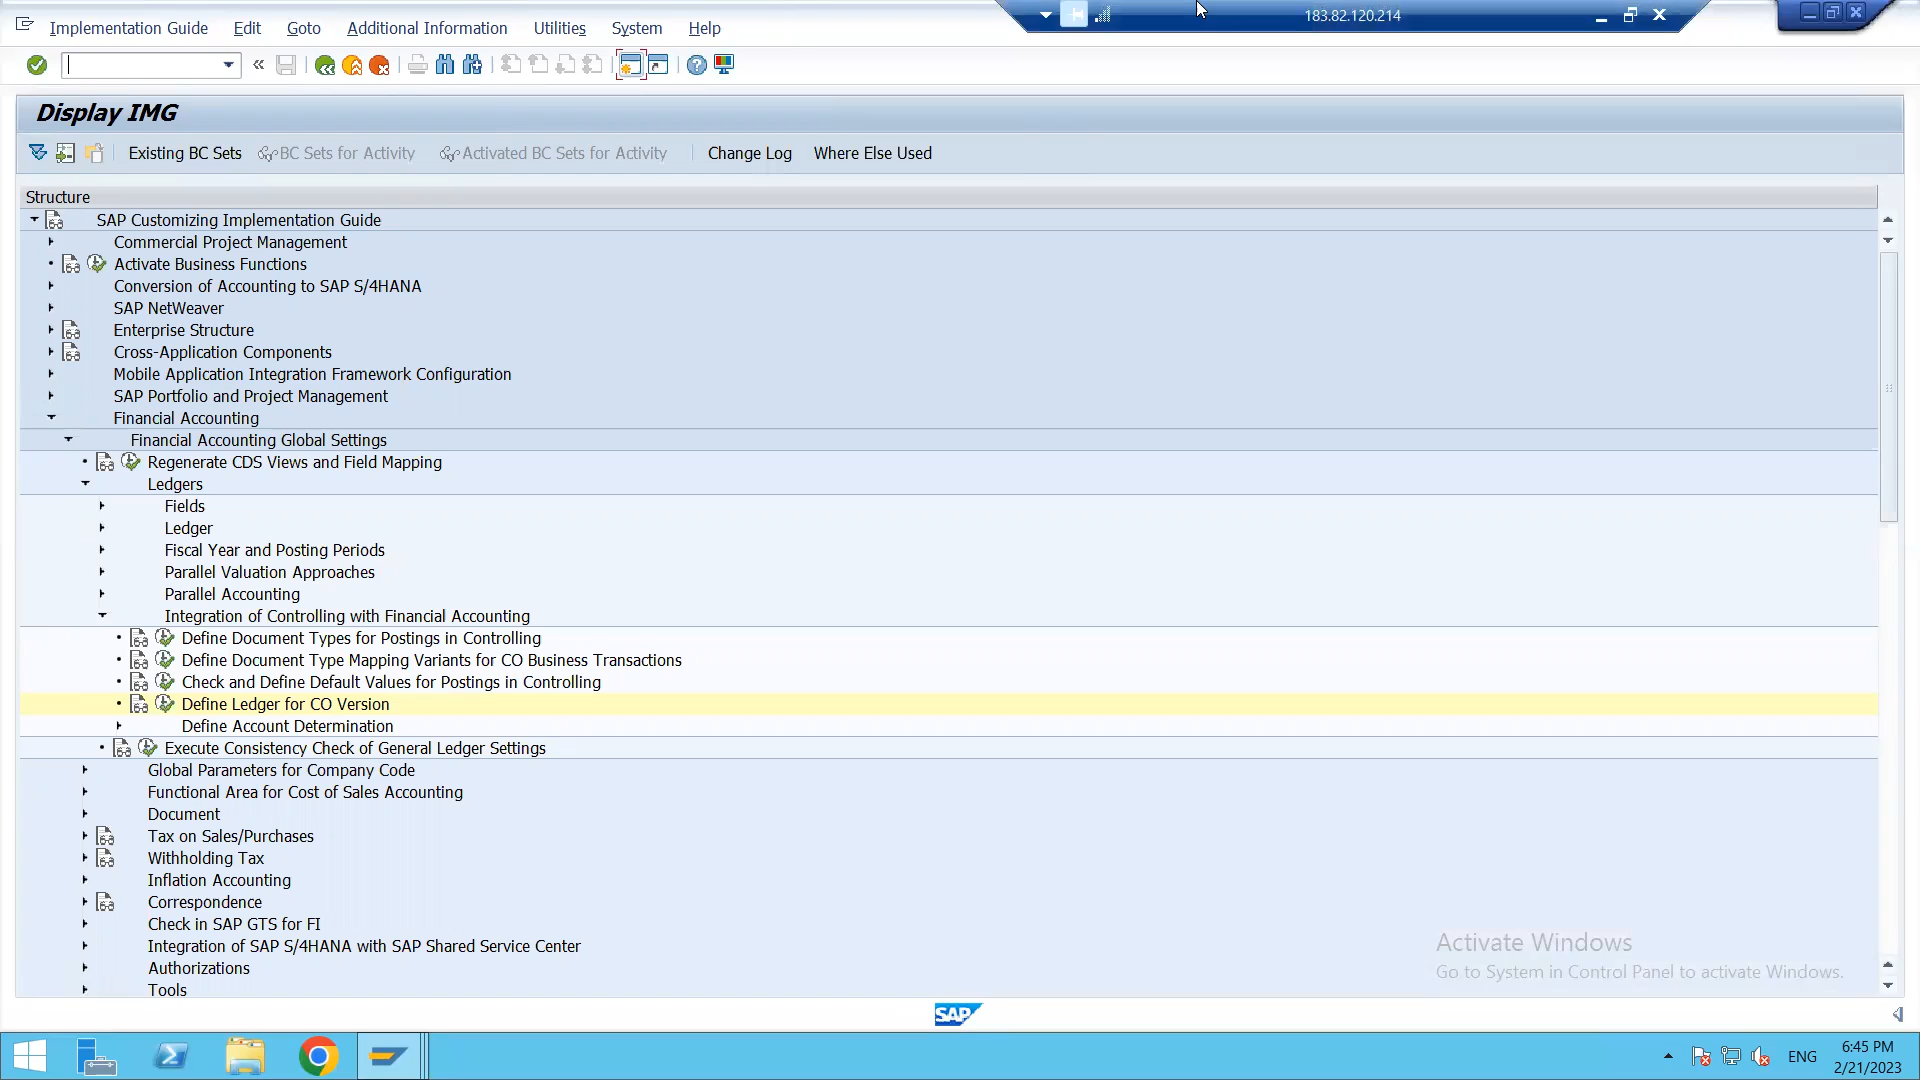 Implementation Guide Edit Goto Additional Information Utilities System Help
183.82.120.214
Display IMG
Existing BC Sets BC Sets for Activity Activated BC Sets for Activity Change Log Where Else Used
Structure
SAP Customizing Implementation Guide
Commercial Project Management
Activate Business Functions
Conversion of Accounting to SAP S/4HANA
SAP NetWeaver
Enterprise Structure
Cross-Application Components
Mobile Application Integration Framework Configuration
SAP Portfolio and Project Management
Financial Accounting
Financial Accounting Global Settings
Regenerate CDS Views and Field Mapping
Ledgers
Fields
Ledger
Fiscal Year and Posting Periods
Parallel Valuation Approaches
Parallel Accounting
Integration of Controlling with Financial Accounting
Define Document Types for Postings in Controlling
Define Document Type Mapping Variants for CO Business Transactions
Check and Define Default Values for Postings in Controlling
Define Ledger for CO Version
Define Account Determination
Execute Consistency Check of General Ledger Settings
Global Parameters for Company Code
Functional Area for Cost of Sales Accounting
Document
Tax on Sales/Purchases
Withholding Tax
Inflation Accounting
Correspondence
Check in SAP GTS for FI
Integration of SAP S/4HANA with SAP Shared Service Center
Authorizations
Tools
Activate Windows
Go to System in Control Panel to activate Windows.
SAP
ENG
6:45 PM
2/21/2023